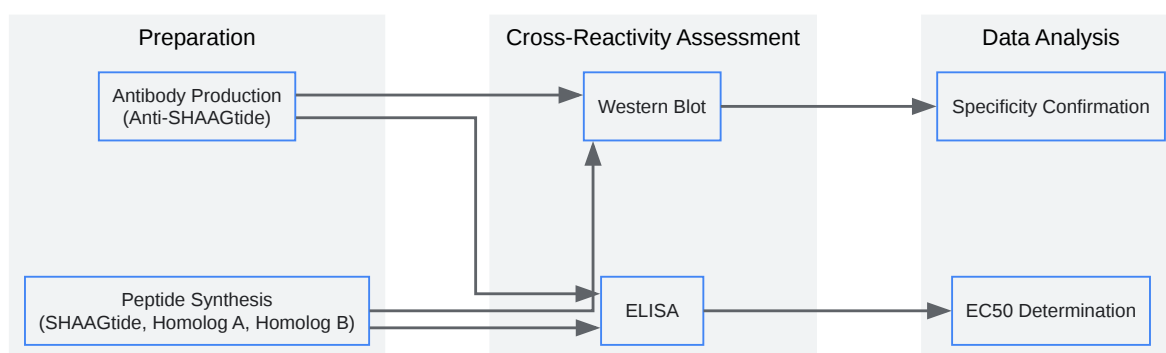 Preparation
Antibody Production
(Anti-SHAAGtide)
Peptide Synthesis
(SHAAGtide, Homolog A, Homolog B)
Cross-Reactivity Assessment
Western Blot
ELISA
Data Analysis
Specificity Confirmation
EC50 Determination